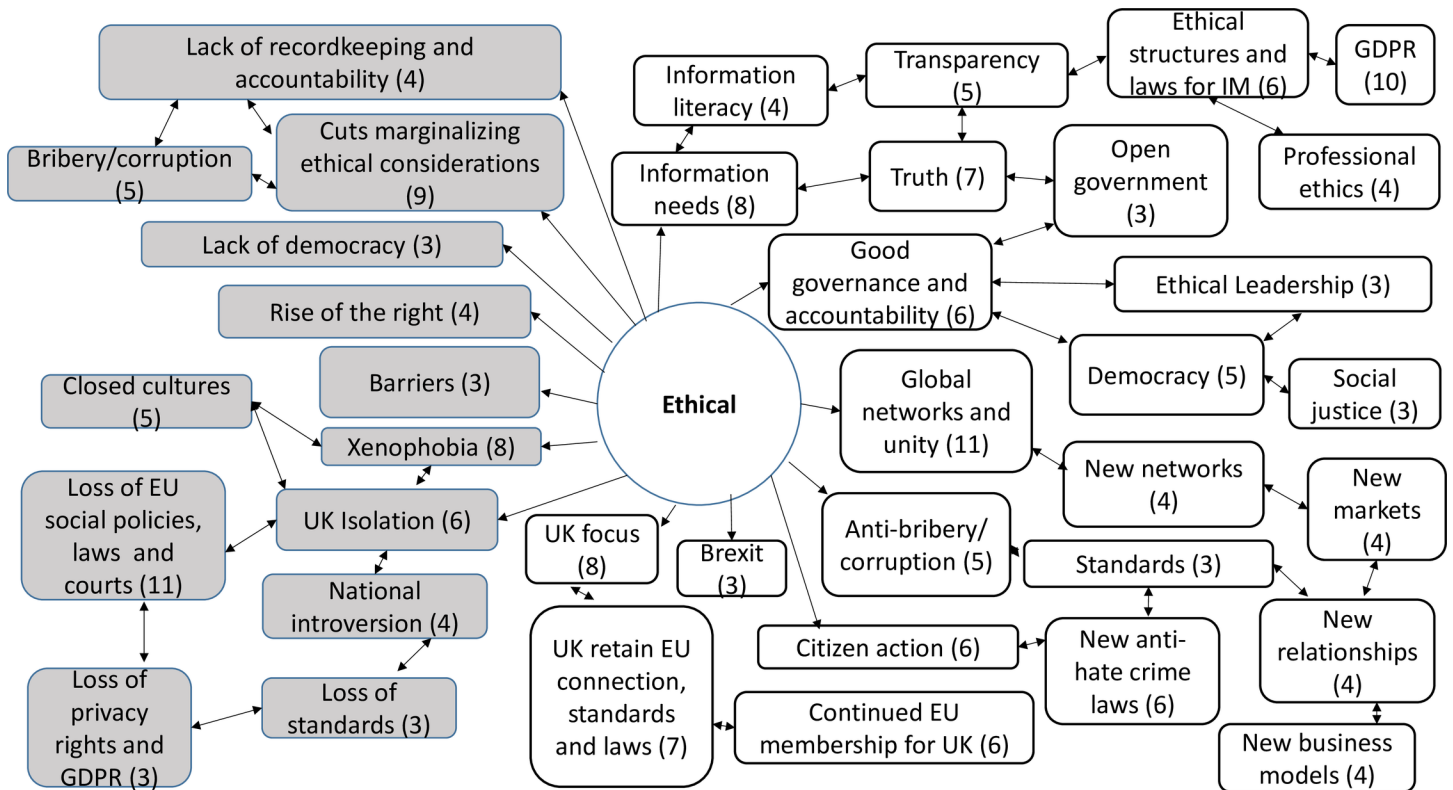 Lack of recordkeeping and
accountability (4)
Bribery/corruption
(5)
Cuts marginalizing
ethical considerations
(9)
Lack of democracy (3)
Rise of the right (4)
Barriers (3)
Closed cultures
(5)
Xenophobia (8)
Loss of EU
social policies,
laws and
courts (11)
UK Isolation (6)
National
introversion (4)
Loss of
privacy
rights and
GDPR (3)
Loss of
standards (3)
Ethical
Information
literacy (4)
Transparency
(5)
Ethical
structures and
laws for IM (6)
GDPR
(10)
Information
needs (8)
Truth (7)
Open
government
(3)
Professional
ethics (4)
Good
governance and
accountability (6)
Ethical Leadership (3)
Democracy (5)
Social
justice (3)
Global
networks and
unity (11)
New networks
(4)
New
markets
(4)
Anti-bribery/
corruption (5)
Standards (3)
UK focus
(8)
Brexit
(3)
Citizen action (6)
New anti-
hate crime
laws (6)
New
relationships
(4)
UK retain EU
connection,
standards
and laws (7)
Continued EU
membership for UK (6)
New business
models (4)